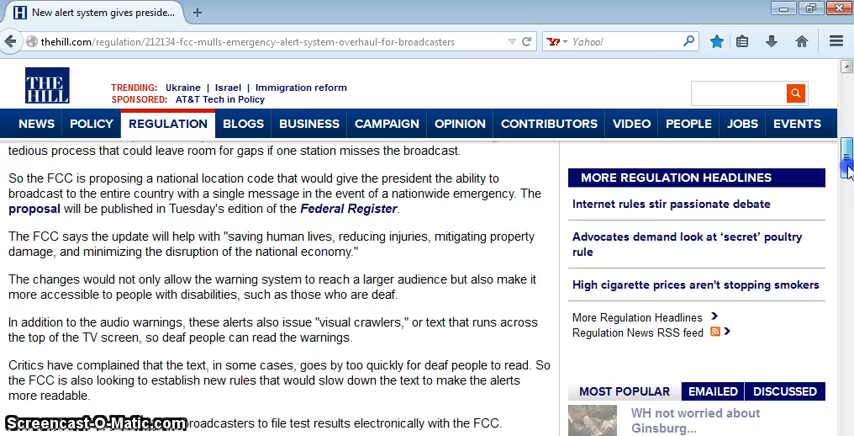 New alert system gives preside...
thehill.com/regulation/212134-fcc-mulls-emergency-alert-system-overhaul-for-broadcasters
Yahoo!
THE HILL
TRENDING: Ukraine | Israel | Immigration reform
SPONSORED: AT&T Tech in Policy
NEWS POLICY REGULATION BLOGS BUSINESS CAMPAIGN OPINION CONTRIBUTORS VIDEO PEOPLE JOBS EVENTS
tedious process that could leave room for gaps if one station misses the broadcast.
So the FCC is proposing a national location code that would give the president the ability to
broadcast to the entire country with a single message in the event of a nationwide emergency. The
proposal will be published in Tuesday's edition of the Federal Register.
The FCC says the update will help with "saving human lives, reducing injuries, mitigating property
damage, and minimizing the disruption of the national economy."
The changes would not only allow the warning system to reach a larger audience but also make it
more accessible to people with disabilities, such as those who are deaf.
In addition to the audio warnings, these alerts also issue "visual crawlers," or text that runs across
the top of the TV screen, so deaf people can read the warnings.
Critics have complained that the text, in some cases, goes by too quickly for deaf people to read. So
the FCC is also looking to establish new rules that would slow down the text to make the alerts
more readable.
broadcasters to file test results electronically with the FCC.
Screencast-O-Matic.com
MORE REGULATION HEADLINES
Internet rules stir passionate debate
Advocates demand look at ‘secret’ poultry
rule
High cigarette prices aren't stopping smokers
More Regulation Headlines
Regulation News RSS feed
MOST POPULAR EMAILED DISCUSSED
WH not worried about
Ginsburg...